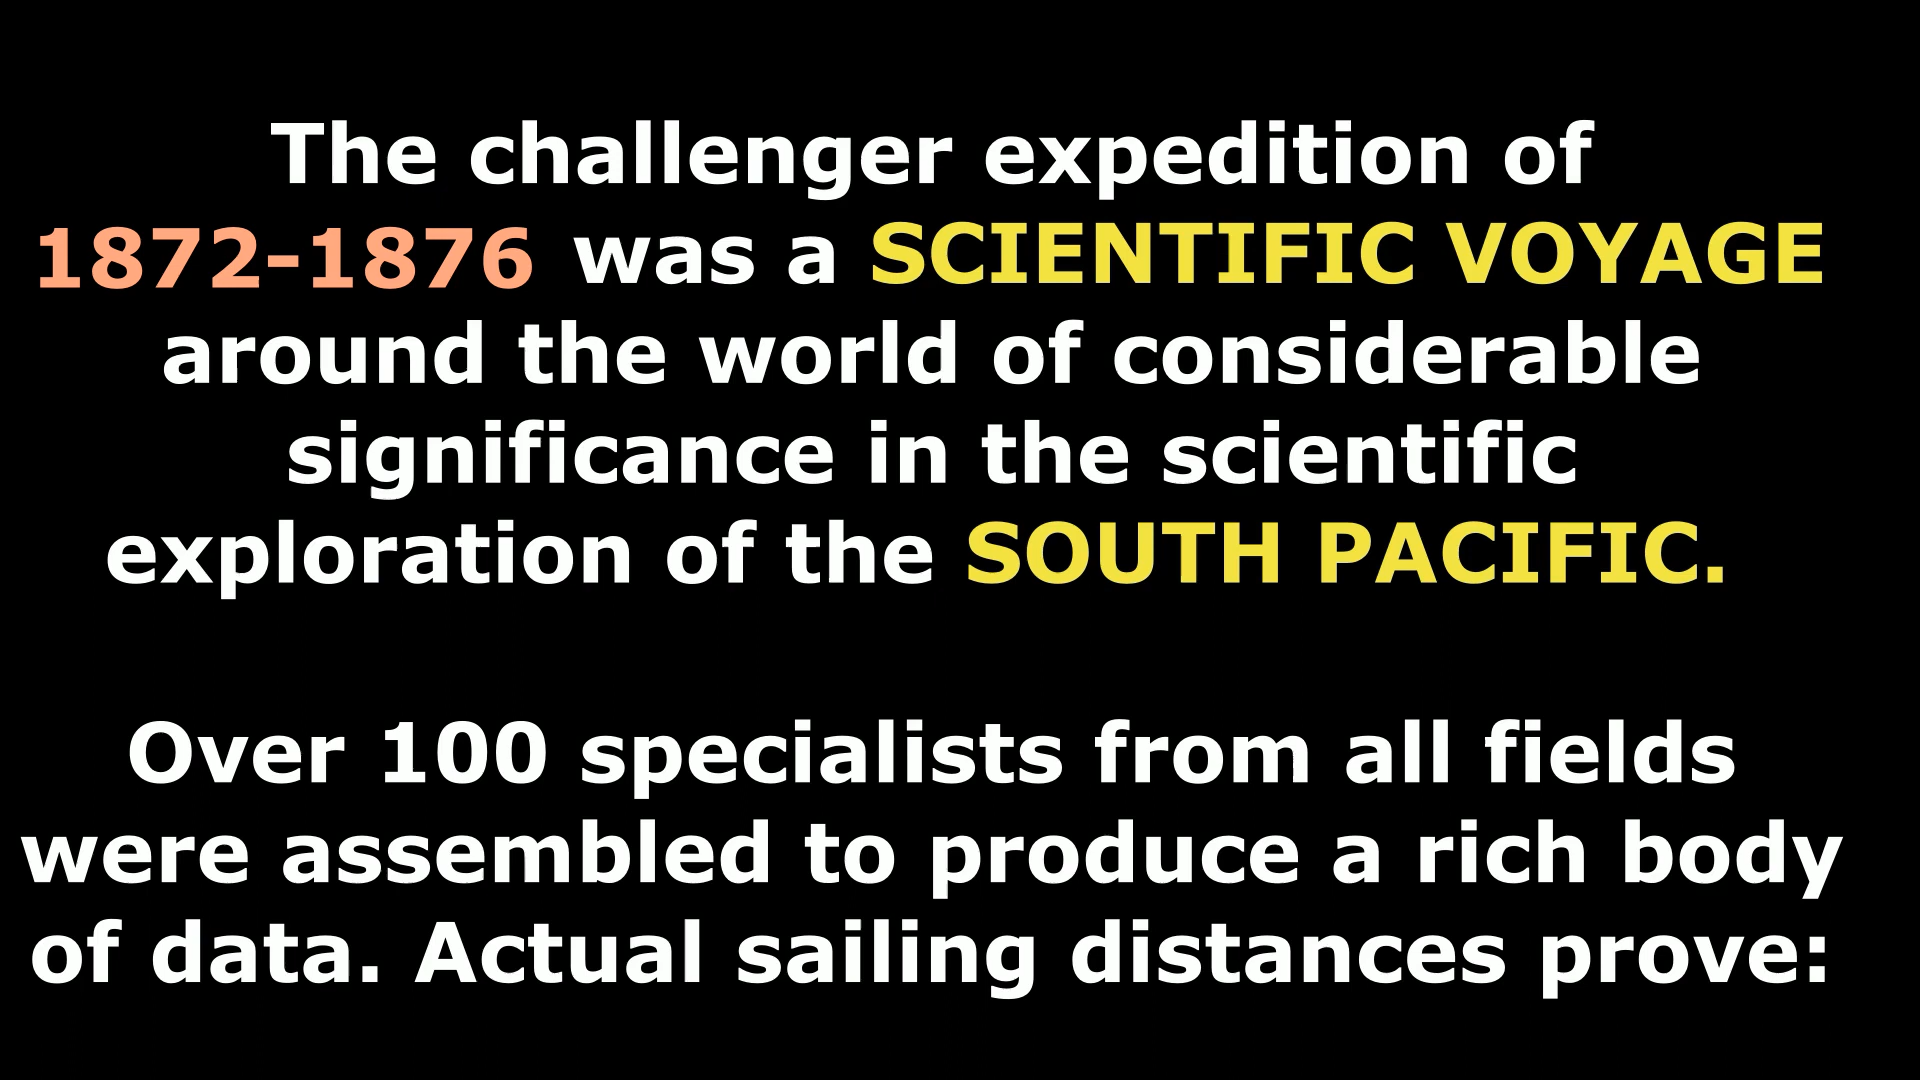 The challenger expedition of
1872-1876 was a SCIENTIFIC VOYAGE
around the world of considerable
significance in the scientific
exploration of the SOUTH PACIFIC.
Over 100 specialists from all fields
were assembled to produce a rich body
of data. Actual sailing distances prove: